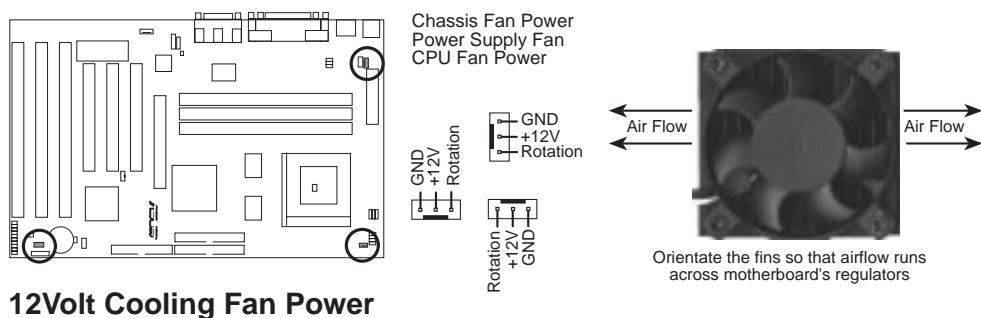 Chassis Fan Power
Power Supply Fan
CPU Fan Power
GND
+12V
Rotation
GND
+12V
Rotation
Rotation
+12V
GND
Air Flow
Air Flow
Orientate the fins so that airflow runs
across motherboard's regulators
ASUS
12Volt Cooling Fan Power